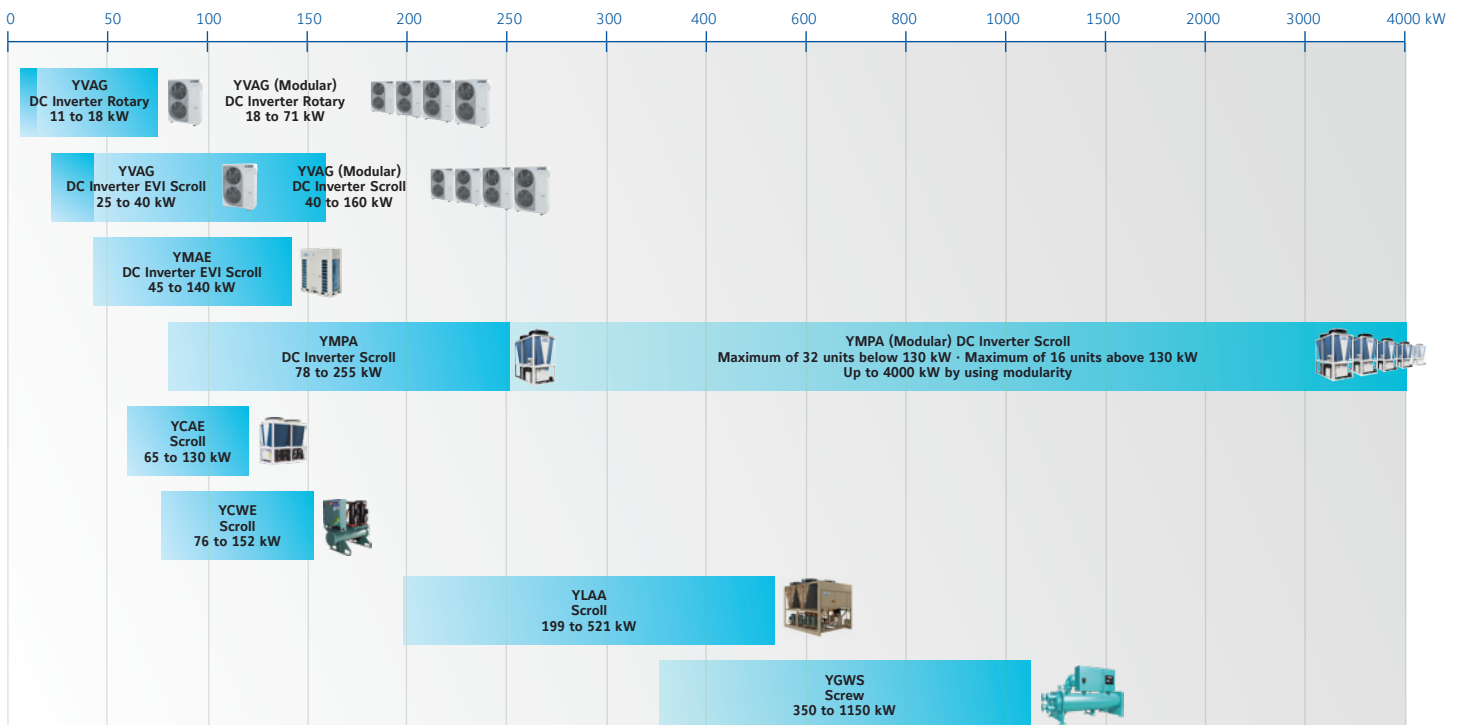 0 50 100 150 200 250 300 400 600 800 1000 1500 2000 3000 4000 kW
YVAG
DC Inverter Rotary
11 to 18 kW
YVAG (Modular)
DC Inverter Rotary
18 to 71 kW
YVAG
DC Inverter EVI Scroll
25 to 40 kW
YVAG (Modular)
DC Inverter Scroll
40 to 160 kW
YMAE
DC Inverter EVI Scroll
45 to 140 kW
YMPA
DC Inverter Scroll
78 to 255 kW
YMPA (Modular) DC Inverter Scroll
Maximum of 32 units below 130 kW · Maximum of 16 units above 130 kW
Up to 4000 kW by using modularity
YCAE
Scroll
65 to 130 kW
YCWE
Scroll
76 to 152 kW
YLAA
Scroll
199 to 521 kW
YGWS
Screw
350 to 1150 kW